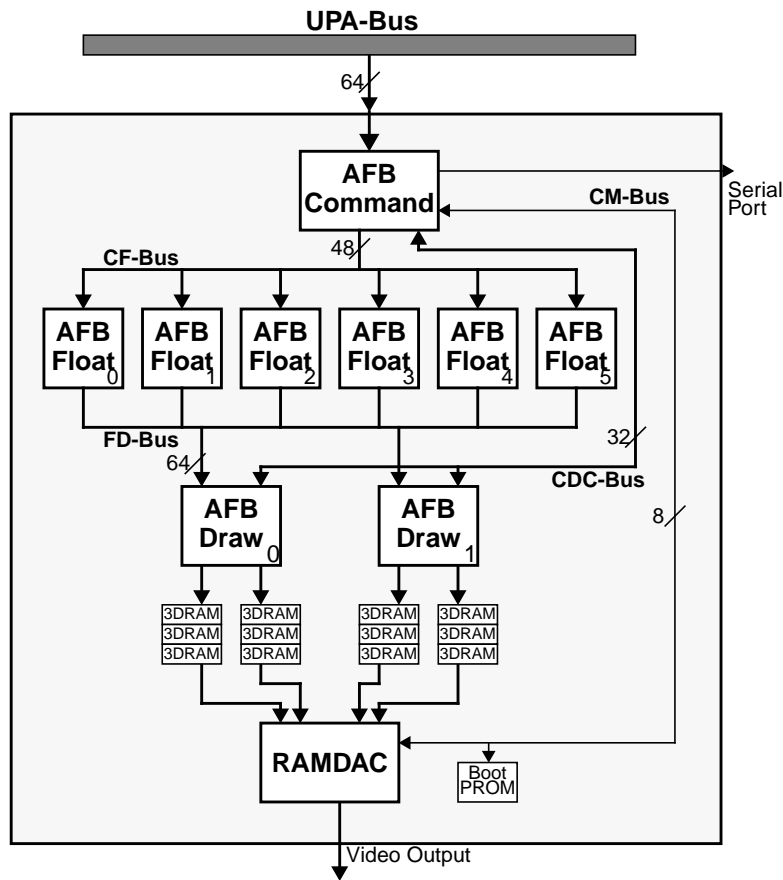 UPA-Bus
64
AFB
Command
Serial
Port
CM-Bus
48
CF-Bus
AFB
Float
0
AFB
Float
1
AFB
Float
2
AFB
Float
3
AFB
Float
4
AFB
Float
5
FD-Bus
32
64
CDC-Bus
AFB
Draw
0
AFB
Draw
1
8
3DRAM
3DRAM
3DRAM
3DRAM
3DRAM
3DRAM
3DRAM
3DRAM
3DRAM
3DRAM
3DRAM
3DRAM
RAMDAC
Boot
PROM
Video Output